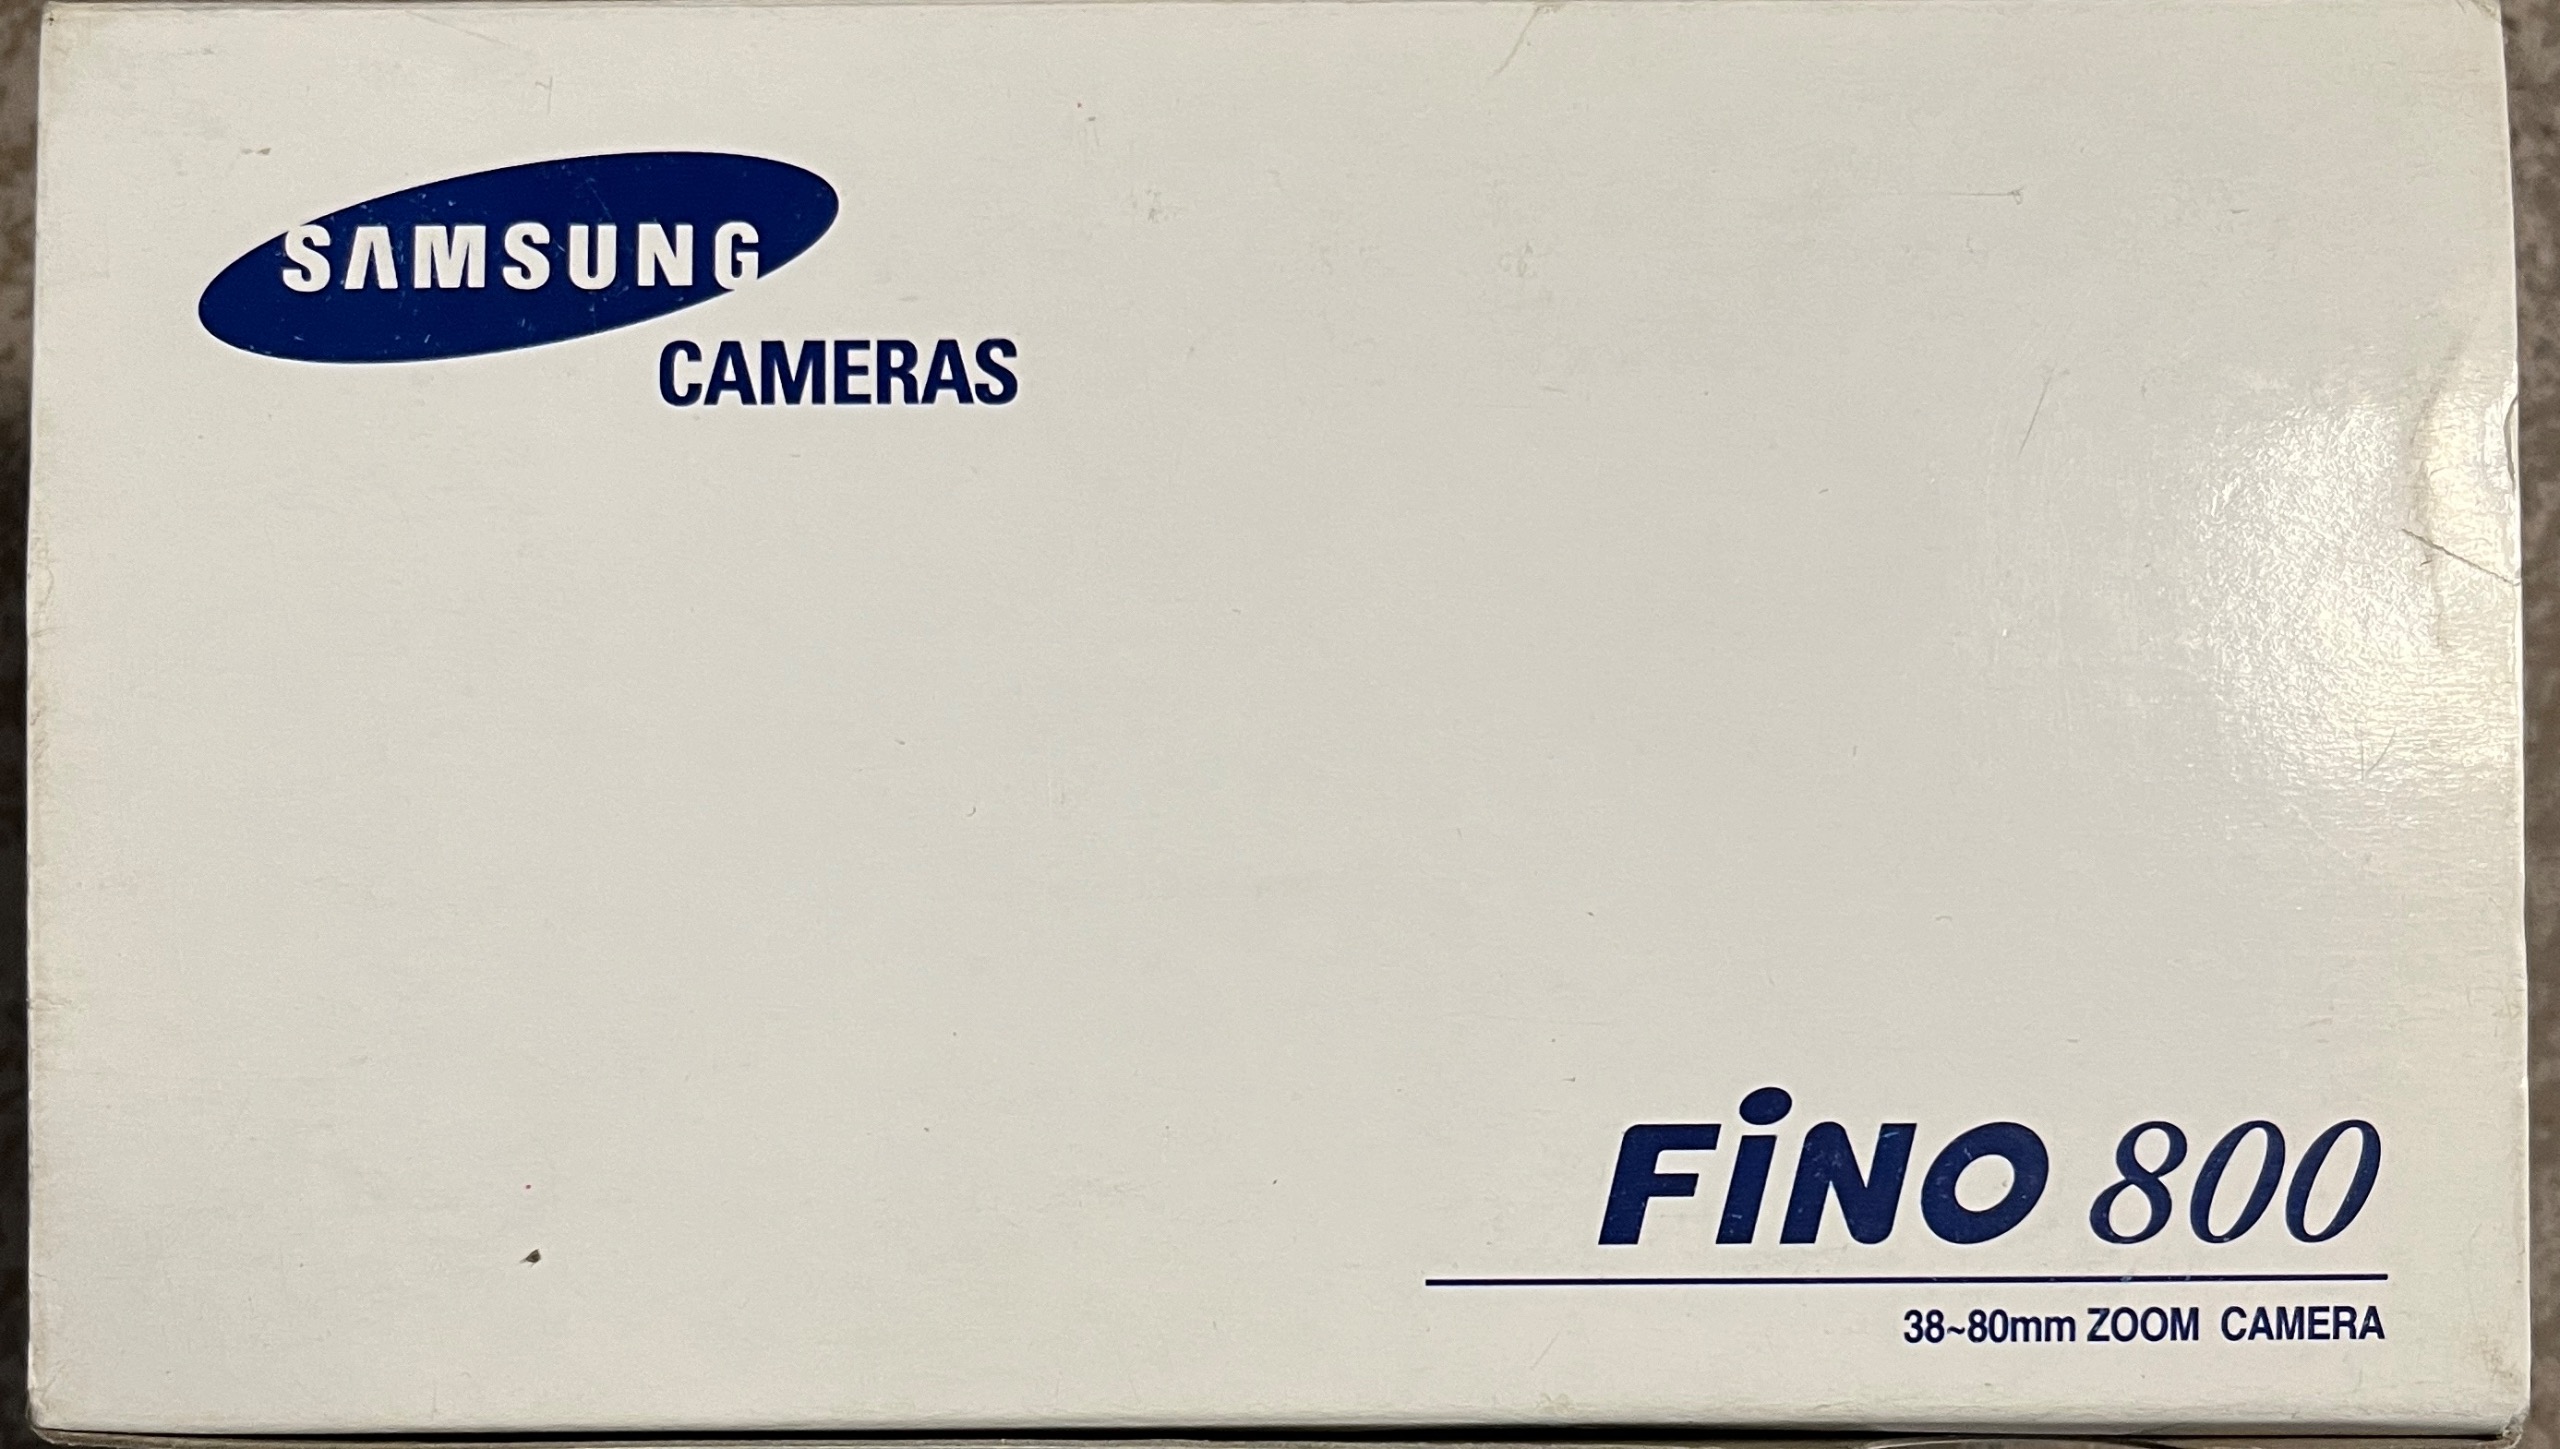 SAMSUNG
CAMERAS
FiNO 800
38~80mm ZOOM CAMERA